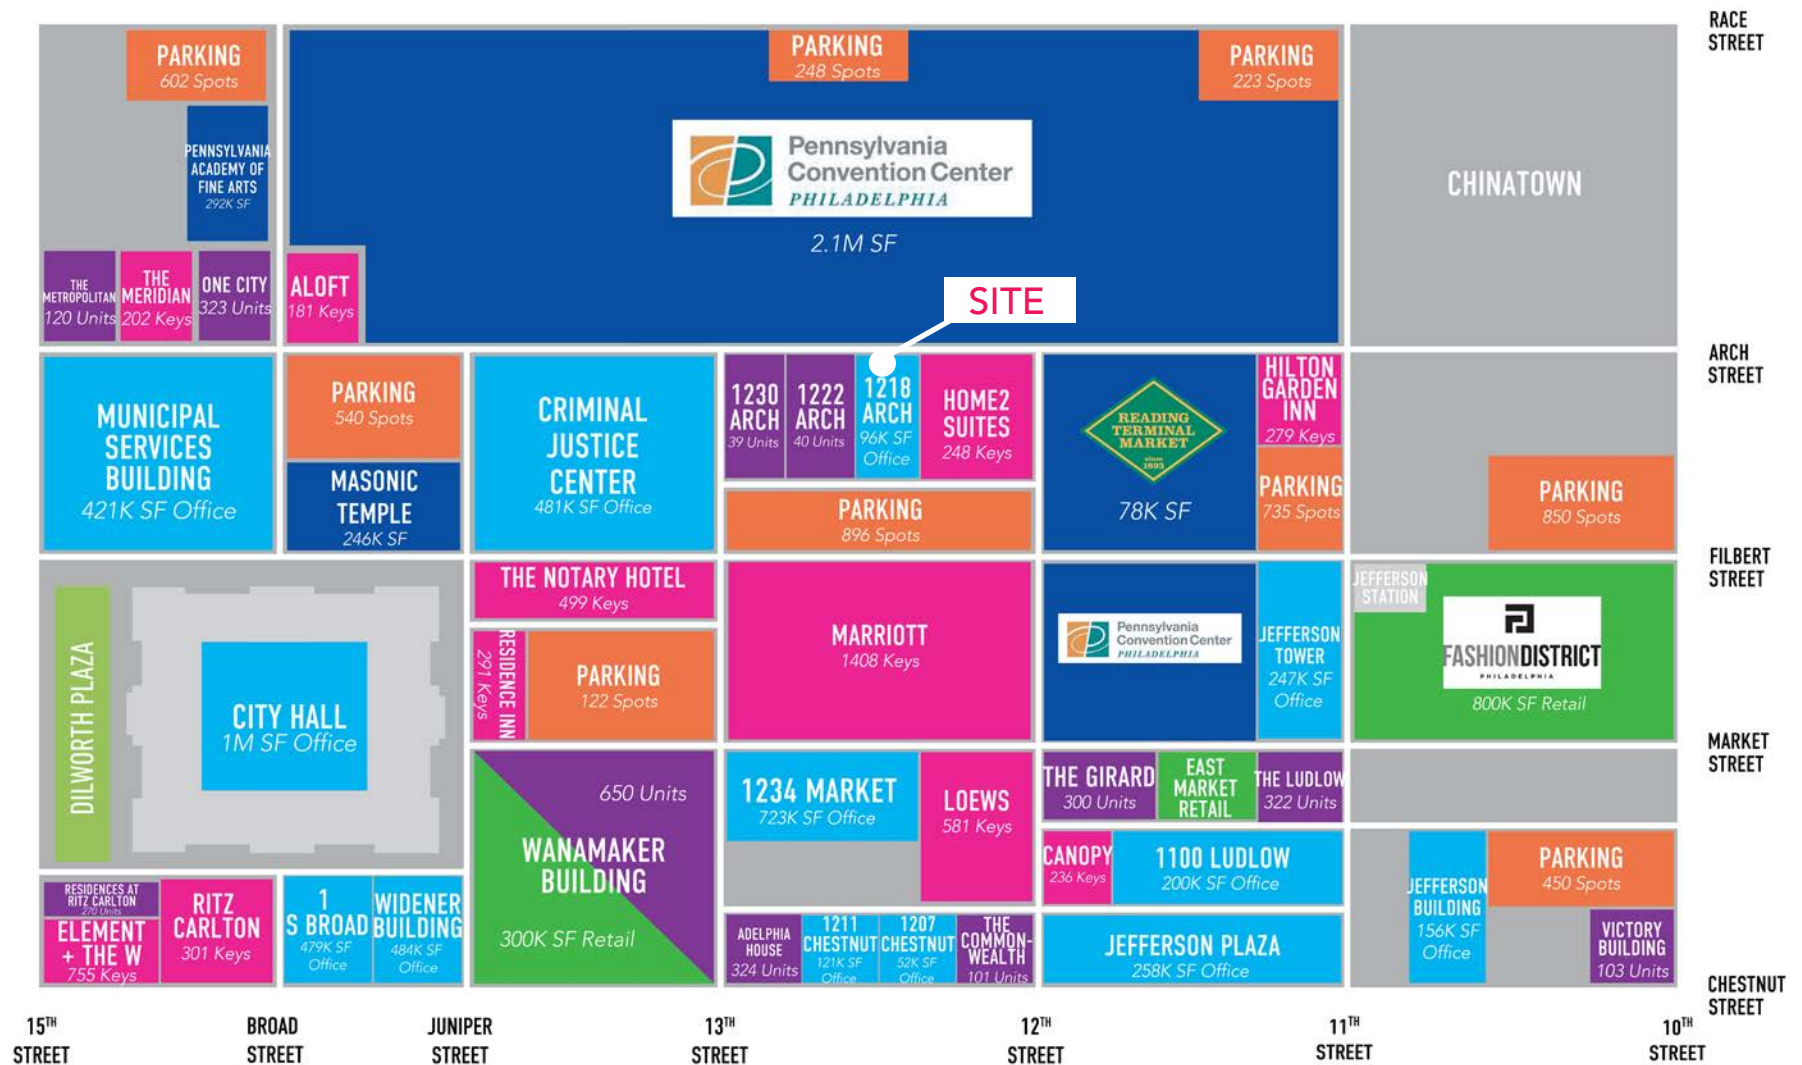 RACE
STREET
PARKING
602 Spots
PARKING
248 Spots
PARKING
223 Spots
PENNSYLVANIA
ACADEMY OF
FINE ARTS
292K SF
Pennsylvania
Convention Center
PHILADELPHIA
2.1M SF
CHINATOWN
THE
METROPOLITAN
120 Units
THE
MERIDIAN
202 Keys
ONE CITY
323 Units
ALOFT
181 Keys
SITE
ARCH
STREET
MUNICIPAL
SERVICES
BUILDING
421K SF Office
PARKING
540 Spots
MASONIC
TEMPLE
246K SF
CRIMINAL
JUSTICE
CENTER
481K SF Office
1230
ARCH
39 Units
1222
ARCH
40 Units
1218
ARCH
96K SF
Office
HOME2
SUITES
248 Keys
PARKING
896 Spots
READING
TERMINAL
MARKET
since
1893
78K SF
HILTON
GARDEN
INN
279 Keys
PARKING
735 Spots
PARKING
850 Spots
FILBERT
STREET
DILWORTH PLAZA
CITY HALL
1M SF Office
THE NOTARY HOTEL
499 Keys
RESIDENCE INN
291 Keys
PARKING
122 Spots
MARRIOTT
1408 Keys
Pennsylvania
Convention Center
PHILADELPHIA
JEFFERSON
TOWER
247K SF
Office
JEFFERSON
STATION
FASHIONDISTRICT
PHILADELPHIA
800K SF Retail
MARKET
STREET
650 Units
WANAMAKER
BUILDING
300K SF Retail
1234 MARKET
723K SF Office
LOEWS
581 Keys
THE GIRARD
300 Units
EAST
MARKET
RETAIL
THE LUDLOW
322 Units
CANOPY
236 Keys
1100 LUDLOW
200K SF Office
JEFFERSON
BUILDING
156K SF
Office
PARKING
450 Spots
RESIDENCES AT
RITZ CARLTON
270 Units
ELEMENT
+ THE W
755 Keys
RITZ
CARLTON
301 Keys
1
S BROAD
479K SF
Office
WIDENER
BUILDING
484K SF
Office
ADELPHIA
HOUSE
324 Units
1211
CHESTNUT
121K SF
Office
1207
CHESTNUT
52K SF
Office
THE
COMMON-
WEALTH
101 Units
JEFFERSON PLAZA
258K SF Office
VICTORY
BUILDING
103 Units
CHESTNUT
STREET
15TH
STREET
BROAD
STREET
JUNIPER
STREET
13TH
STREET
12TH
STREET
11TH
STREET
10TH
STREET